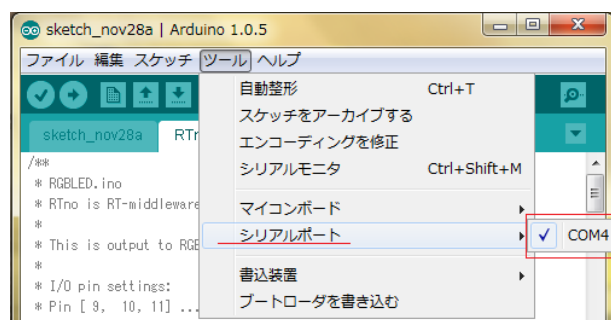 sketch_nov28a | Arduino 1.0.5
ファイル 編集 スケッチ ツール ヘルプ
自動整形 Ctrl+T
スケッチをアーカイブする
エンコーディングを修正
シリアルモニタ Ctrl+Shift+M
マイコンボード
シリアルポート
COM4
書込装置
ブートローダを書き込む
sketch_nov28a
/**
* RGBLED.ino
* RTno is RT-middleware
*
* This is output to RGB
*
* I/O pin settings:
* Pin [ 9, 10, 11] ...